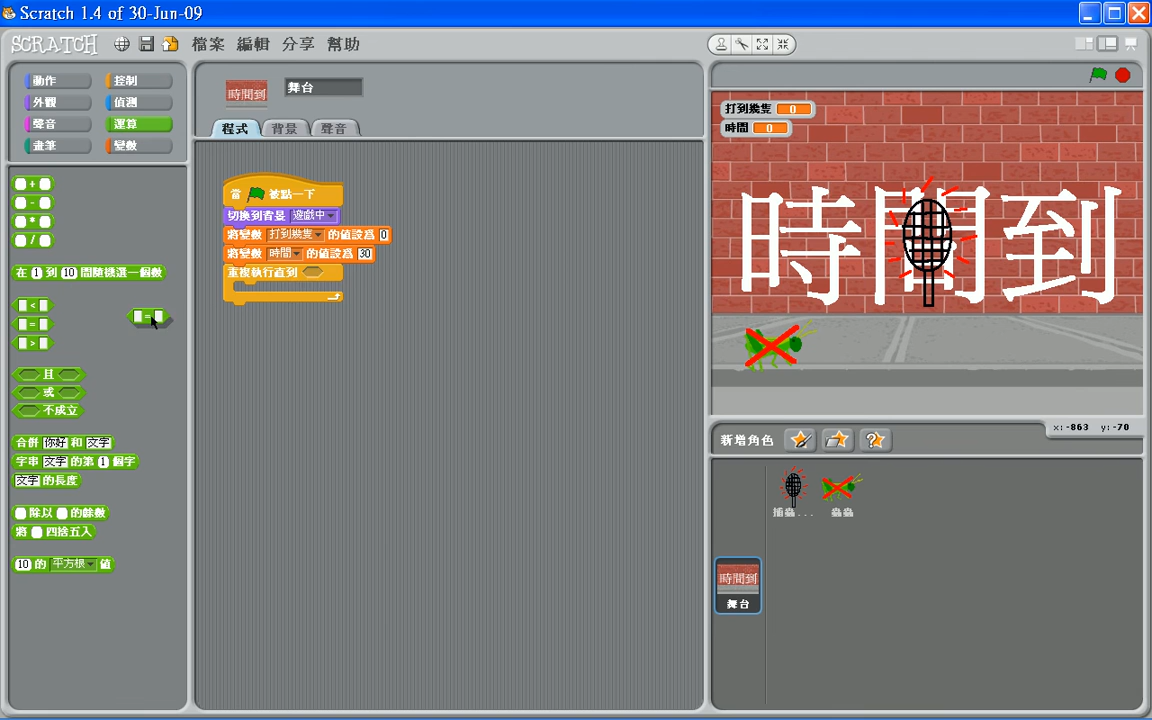 Scratch 1.4 of 30-Jun-09
SCRATCH 檔案 編輯 分享 幫助
動作 控制
外觀 偵測
聲音 運算
畫筆 變數
+
-
*
/
在 1 到 10 間隨機選一個數
<
=
>
且
或
不成立
合併 你好 和 文字
字串 文字 的第 1 個字
文字 的長度
除以 的餘數
將 四捨五入
10 的 平方根 值
=
時間到 舞台
程式 背景 聲音
當 被點一下
切換到背景 遊戲中
將變數 打到幾隻 的值設為 0
將變數 時間 的值設為 30
重複執行直到
打到幾隻 0
時間 0
時間到
x: -863 y: -70
新增角色
捕蟲... 蟲蟲
時間到
舞台